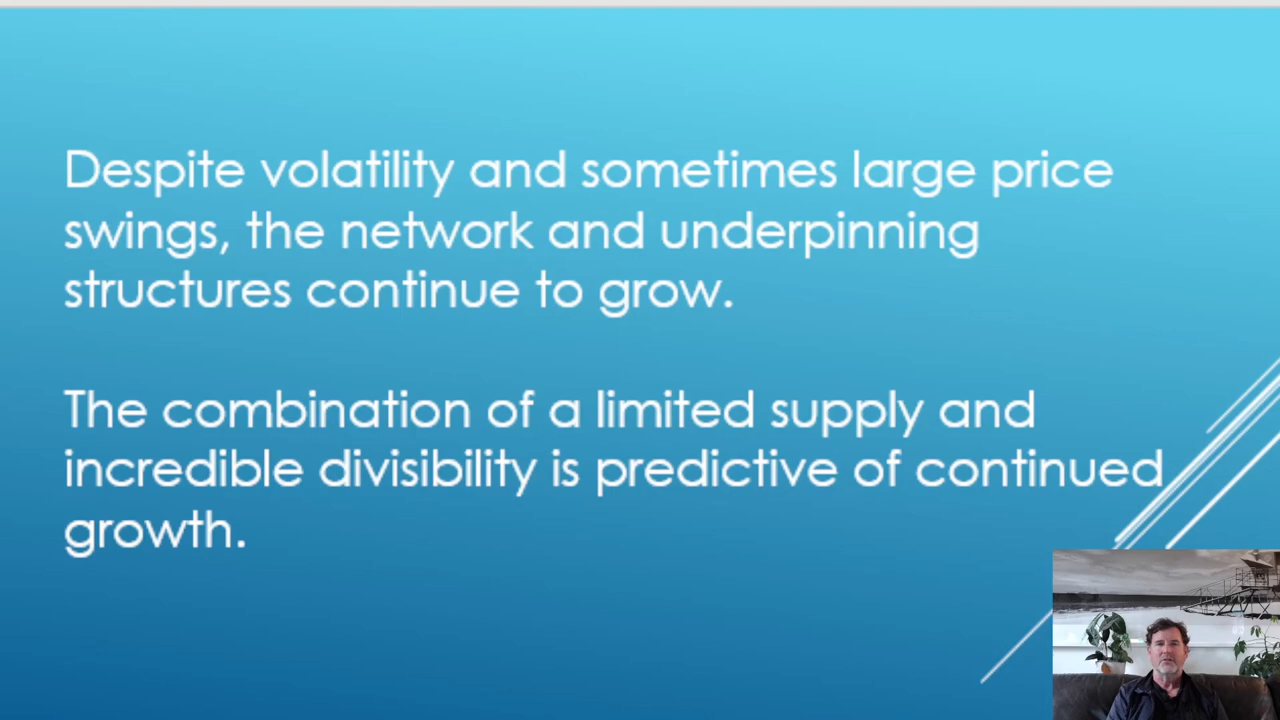 Despite volatility and sometimes large price
swings, the network and underpinning
structures continue to grow.
The combination of a limited supply and
incredible divisibility is predictive of continued
growth.